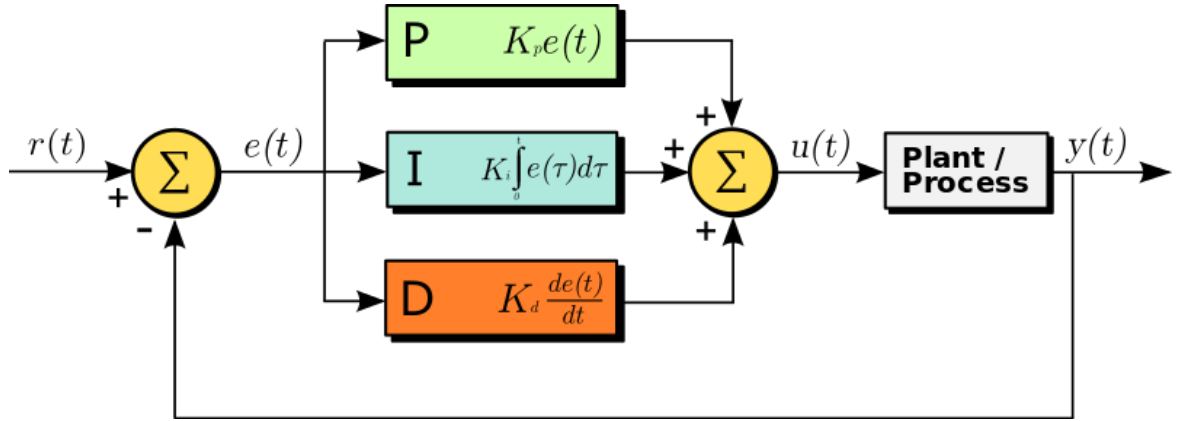 P K_p e(t)
r(t)
+
-
Σ
e(t)
I K_i ∫_0^t e(τ)dτ
D K_d de(t)/dt
+
+
+
Σ
u(t)
Plant /
Process
y(t)